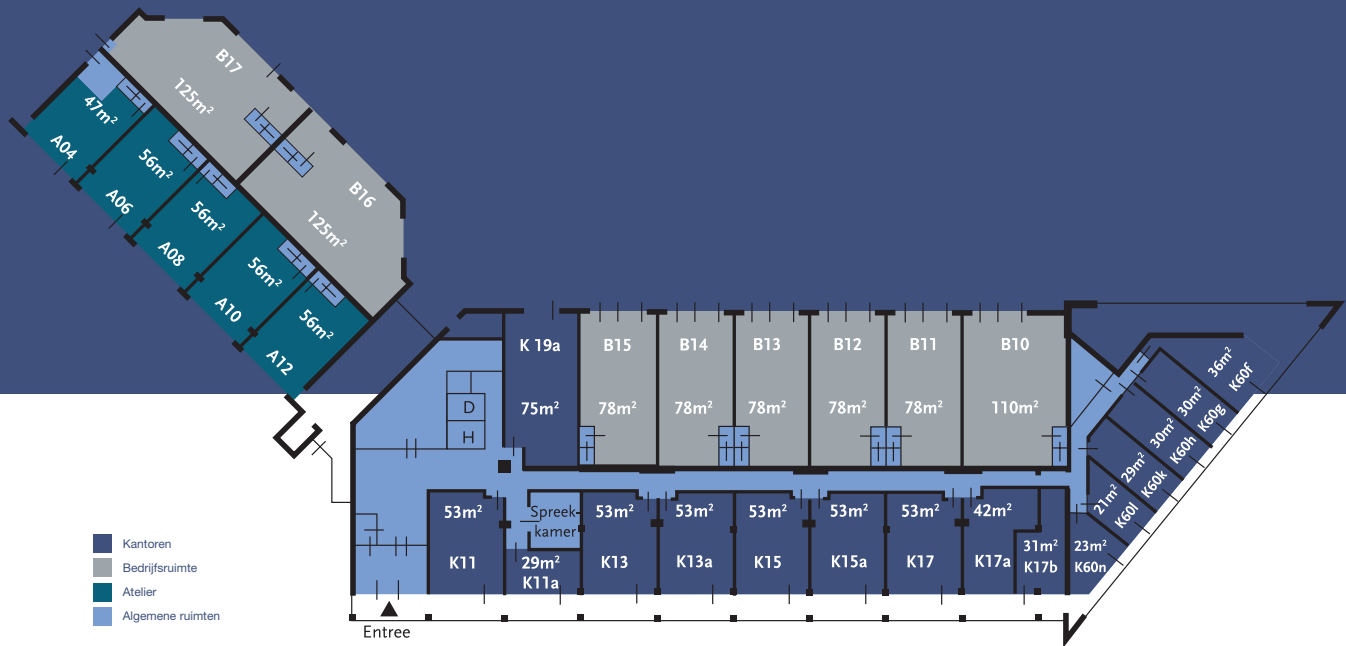 B17
125m²
B16
125m²
47m²
A04
56m²
A06
56m²
A08
56m²
A10
56m²
A12
K 19a
75m²
B15
78m²
B14
78m²
B13
78m²
B12
78m²
B11
78m²
B10
110m²
D
H
36m²
K60f
30m²
K60g
30m²
K60h
29m²
K60k
21m²
K60l
23m²
K60n
53m²
K11
Spreek-
kamer
29m²
K11a
53m²
K13
53m²
K13a
53m²
K15
53m²
K15a
53m²
K17
42m²
K17a
31m²
K17b
Kantoren
Bedrijfsruimte
Atelier
Algemene ruimten
Entree